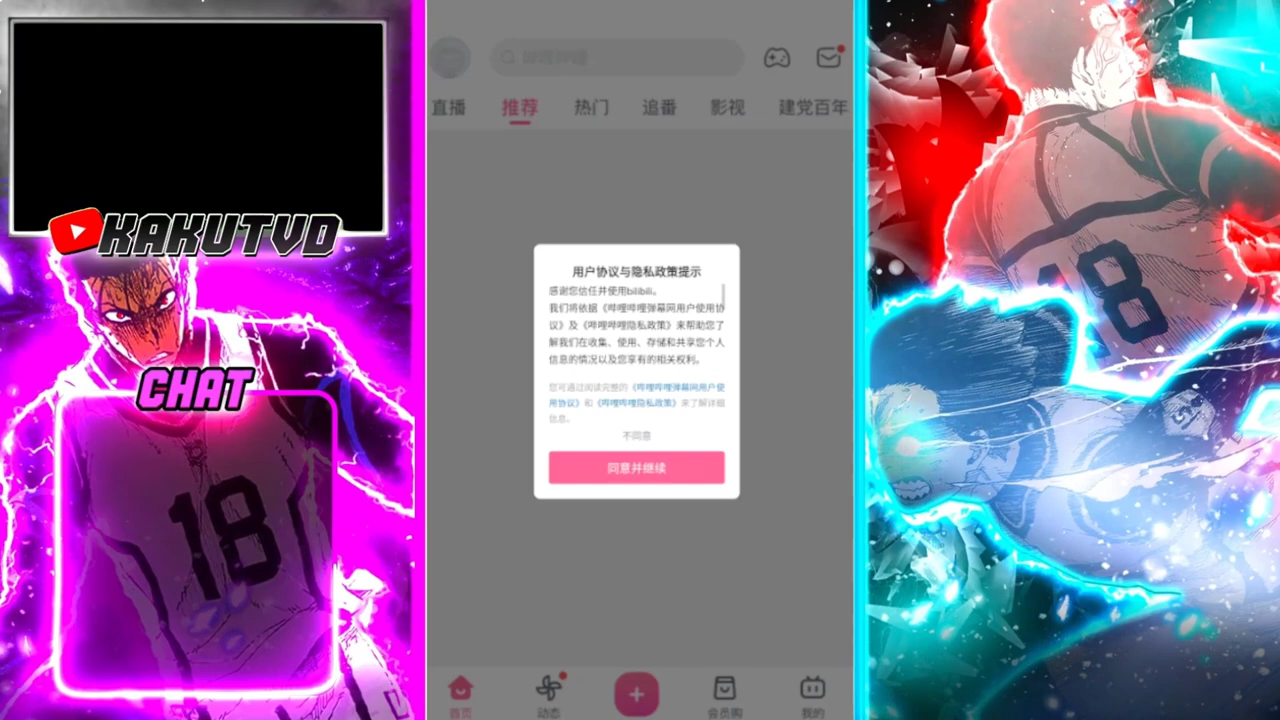 KAKUTVD
CHAT
18
直播
推荐
热门
追番
影视
建党百年
用户协议与隐私政策提示
感谢您信任并使用bilibili。
我们将依据《哔哩哔哩弹幕网用户使用协
议》及《哔哩哔哩隐私政策》来帮助您了
解我们在收集、使用、存储和共享您个人
信息的情况以及您享有的相关权利。
您可通过阅读完整的《哔哩哔哩弹幕网用户使
用协议》和《哔哩哔哩隐私政策》来了解详细
信息。
不同意
同意并继续
首页
动态
会员购
我的
18